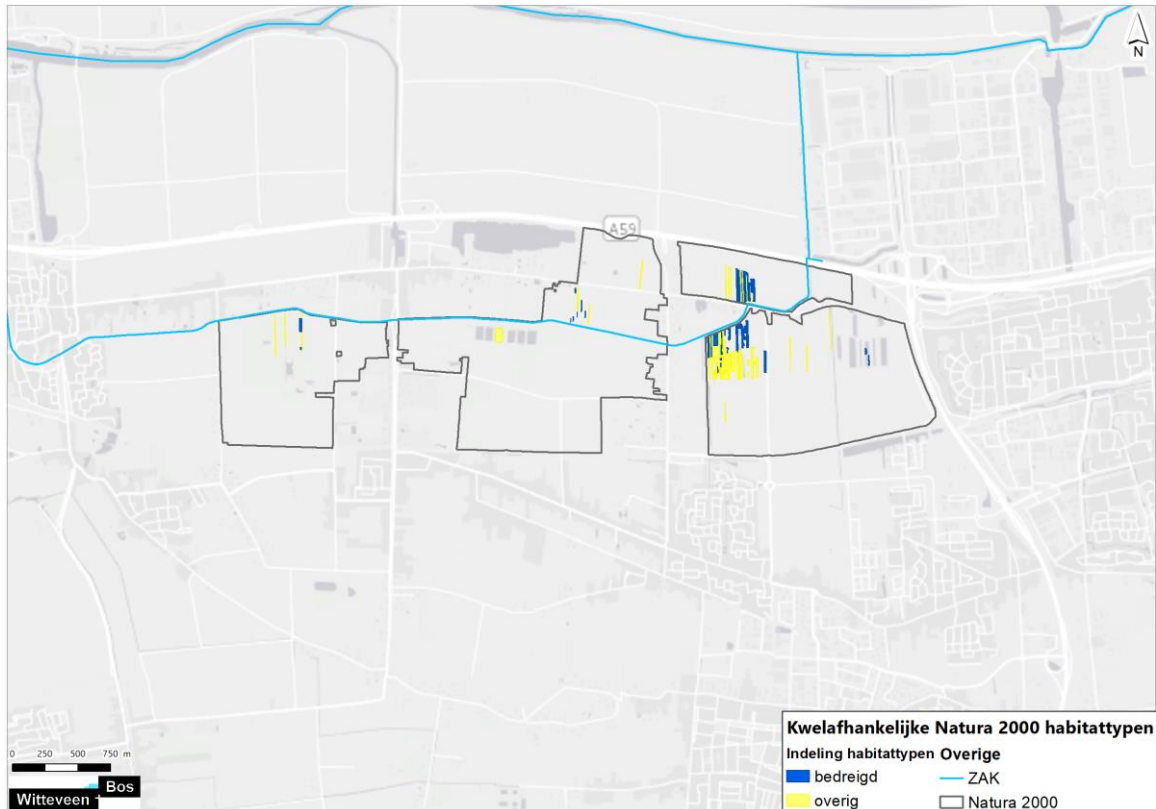 N
A59
0 250 500 750 m
Witteveen +
Bos
Kwelafhankelijke Natura 2000 habitattypen
Indeling habitattypen Overige
bedreigd ZAK
overig Natura 2000